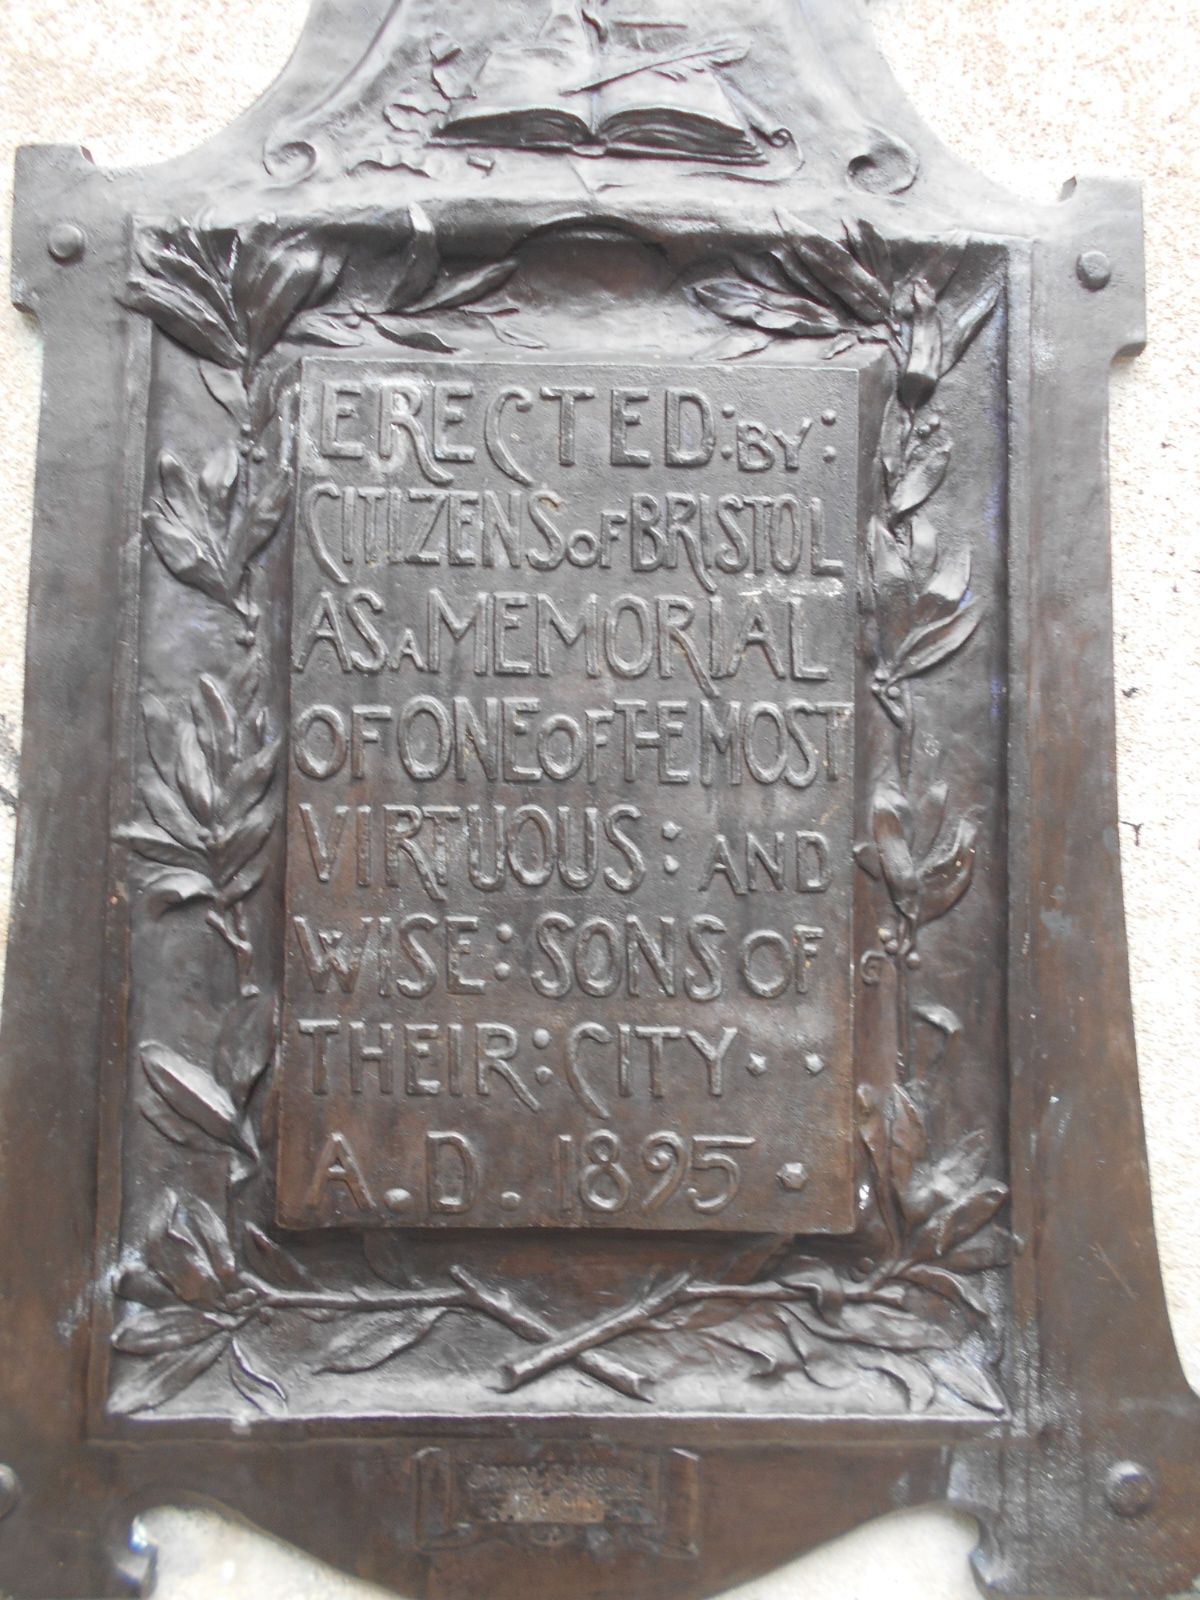 ERECTED : BY :
CITIZENS OF BRISTOL
AS A MEMORIAL
OF ONE OF THE MOST
VIRTUOUS : AND
WISE : SONS OF
THEIR : CITY . .
A . D . 1895 .